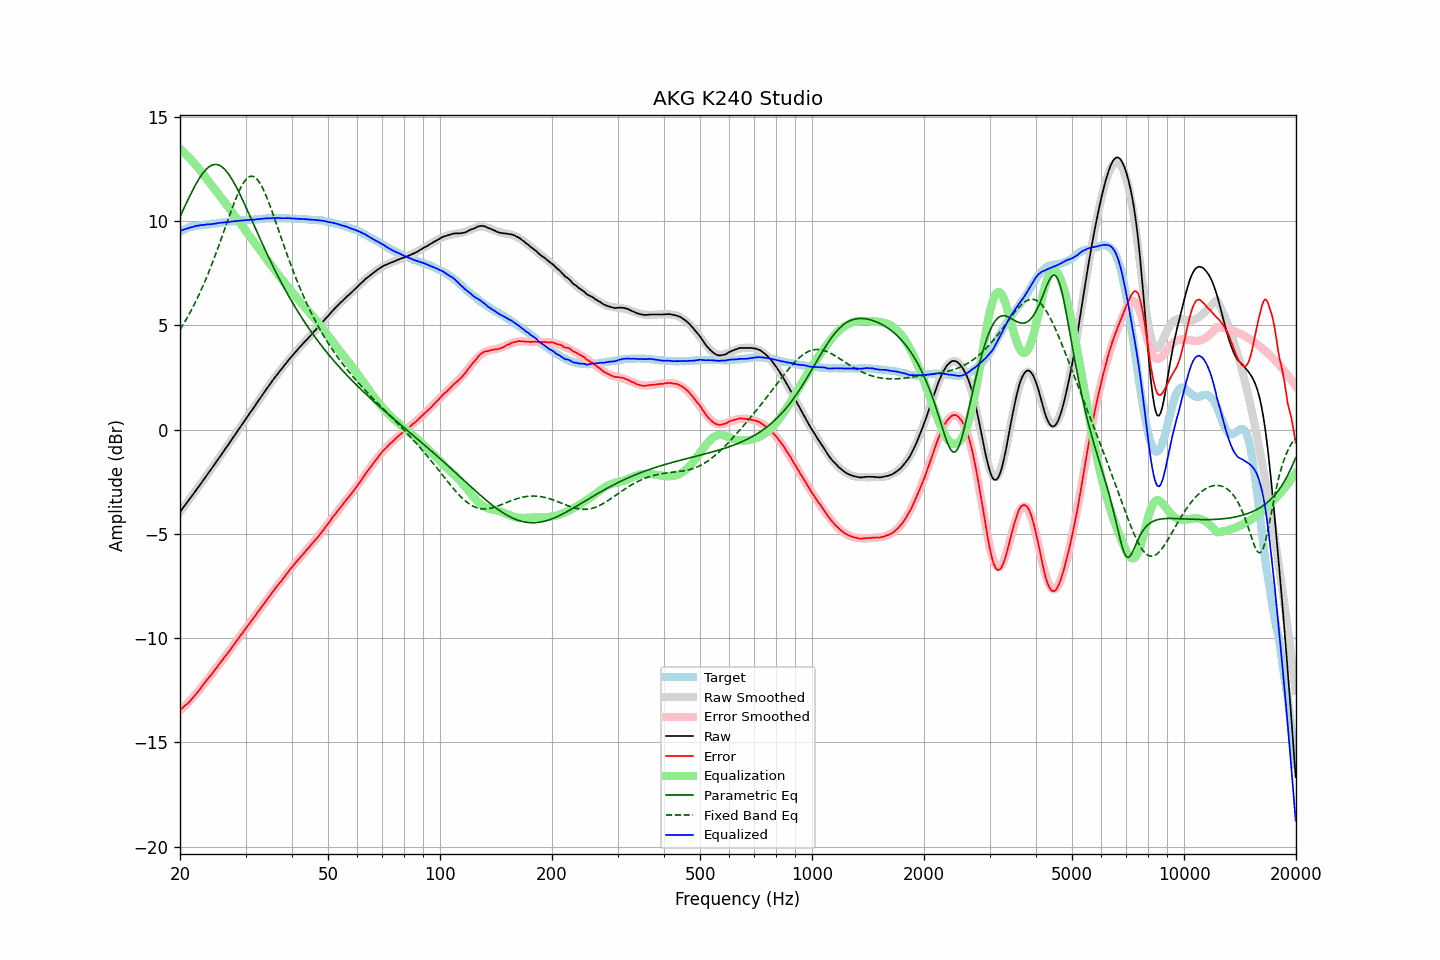 AKG K240 Studio
Amplitude (dBr)
15
10
5
0
−5
−10
−15
−20
Target
Raw Smoothed
Error Smoothed
Raw
Error
Equalization
Parametric Eq
Fixed Band Eq
Equalized
20 50 100 200 500 1000 2000 5000 10000 20000
Frequency (Hz)